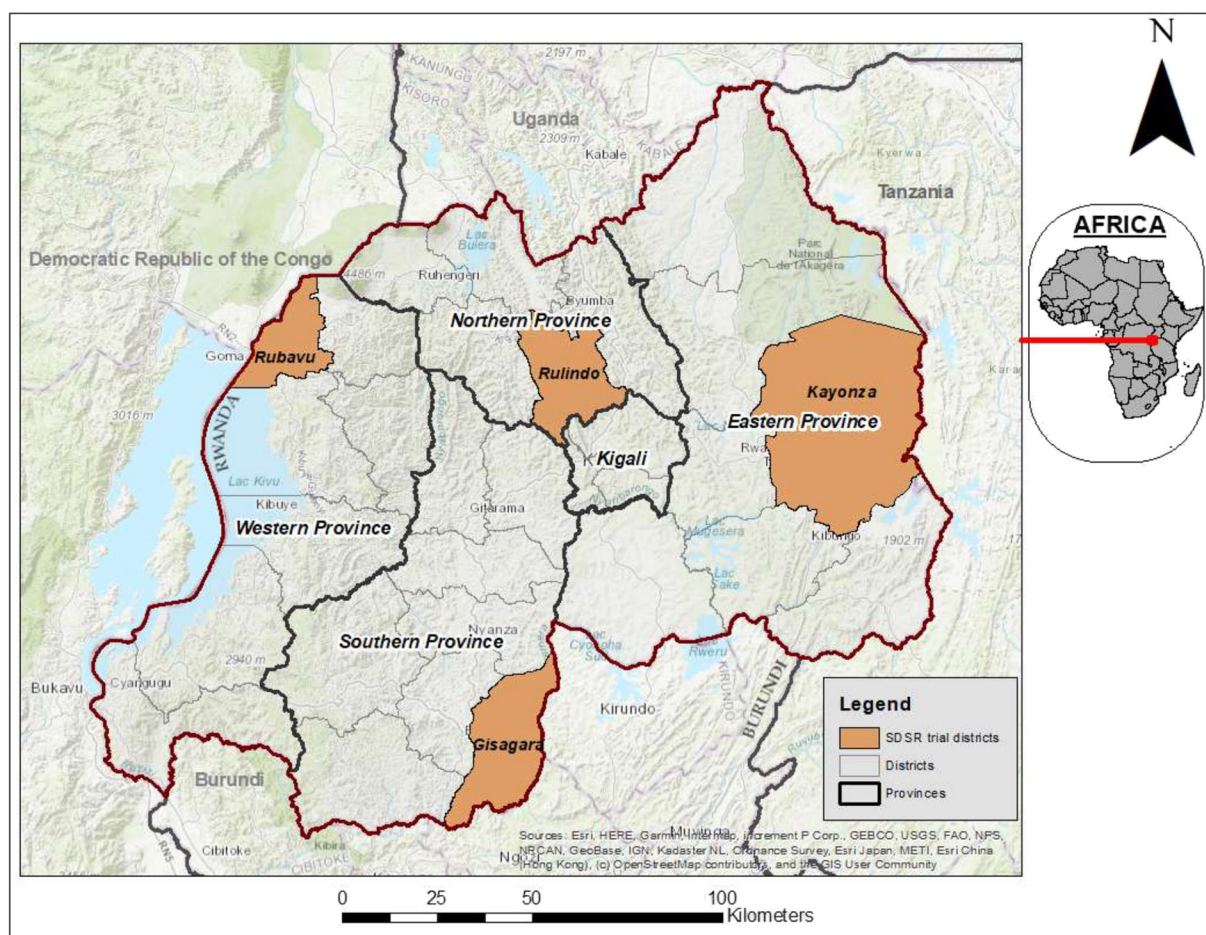 N
2197 m
KANUNGU
KISORO
Uganda
2309 m
Kabale
KABALE
Kyerwa
Tanzania
AFRICA
Democratic Republic of the Congo
4486 m
Lac
Bulera
Ruhengeri
Parc
National
de l'Akagera
Byumba
Northern Province
RN2
Goma
Rubavu
Rulindo
Kayonza
3016 m
RWANDA
Eastern Province
Kigali
Lac Kivu
Kibuye
Gitarama
Western Province
Lac
Mugesera
Kibungo
1902 m
Lac
Sake
Nyanza
Southern Province
Lac
Rweru
2940 m
Bukavu
Cyangugu
Kirundo
KIRUNDO
BURUNDI
Gisagara
Burundi
Legend
SDSR trial districts
Districts
Provinces
Kibira
Cibitoke
CIBITOKE
RN5
Muyinga
Ngozi
Sources: Esri, HERE, Garmin, Intermap, increment P Corp., GEBCO, USGS, FAO, NPS,
NRCAN, GeoBase, IGN, Kadaster NL, Ordnance Survey, Esri Japan, METI, Esri China
(Hong Kong), (c) OpenStreetMap contributors, and the GIS User Community
0 25 50 100
Kilometers